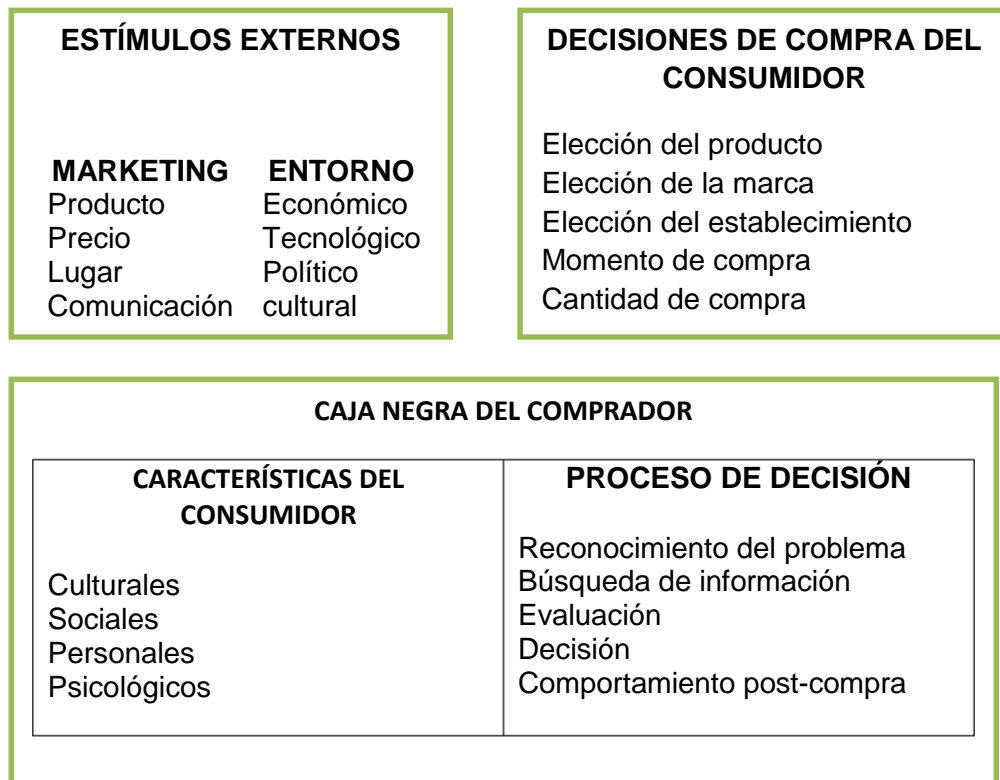 ESTÍMULOS EXTERNOS
MARKETING ENTORNO
Producto Económico
Precio Tecnológico
Lugar Político
Comunicación cultural
DECISIONES DE COMPRA DEL
CONSUMIDOR
Elección del producto
Elección de la marca
Elección del establecimiento
Momento de compra
Cantidad de compra
CAJA NEGRA DEL COMPRADOR
CARACTERÍSTICAS DEL
CONSUMIDOR
Culturales
Sociales
Personales
Psicológicos
PROCESO DE DECISIÓN
Reconocimiento del problema
Búsqueda de información
Evaluación
Decisión
Comportamiento post-compra